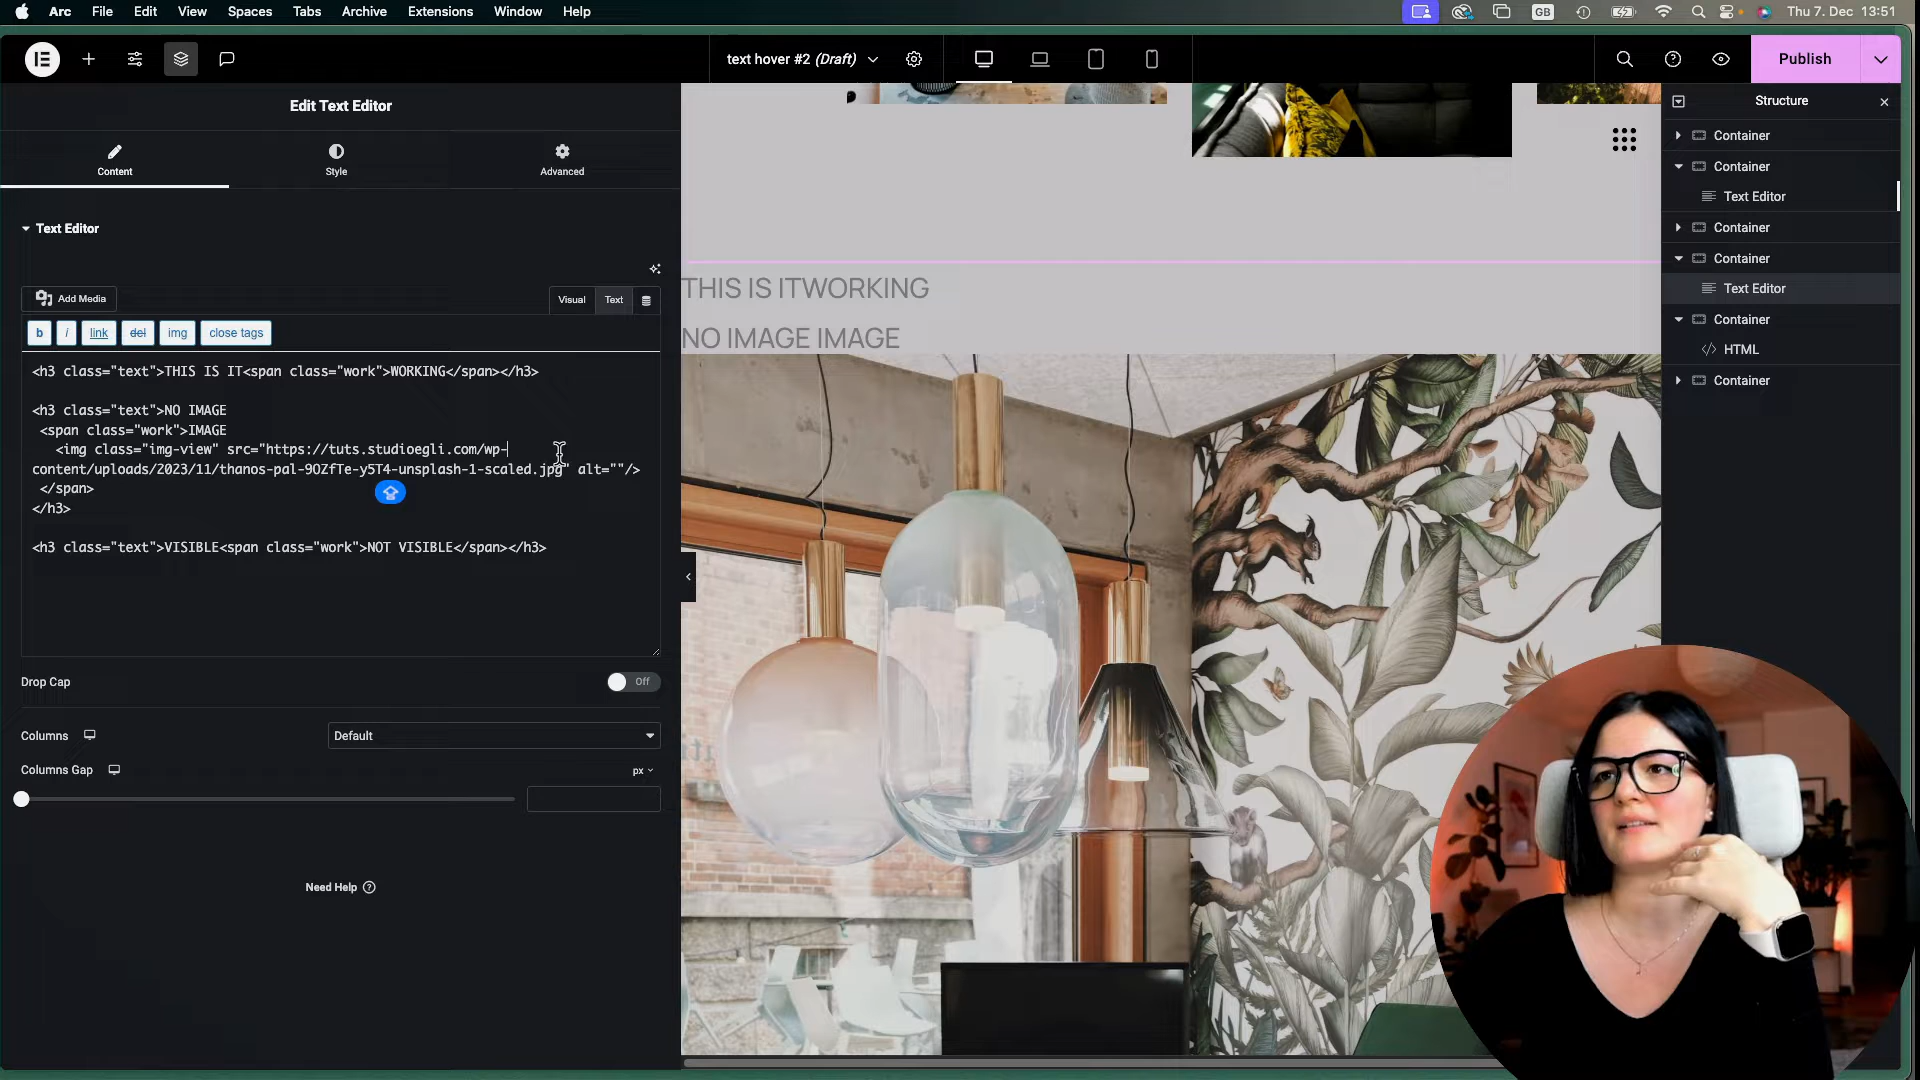 Arc File Edit View Spaces Tabs Archive Extensions Window Help GB Thu 7. Dec 13:51
text hover #2 (Draft) Publish
Edit Text Editor
Content Style Advanced
Text Editor
Add Media Visual Text
b i link del img close tags
<h3 class="text">THIS IS IT<span class="work">WORKING</span></h3>
<h3 class="text">NO IMAGE
<span class="work">IMAGE
<img class="img-view" src="https://tuts.studioegli.com/wp-
content/uploads/2023/11/thanos-pal-9OZfTe-y5T4-unsplash-1-scaled.jpg" alt=""/>
</span>
</h3>
<h3 class="text">VISIBLE<span class="work">NOT VISIBLE</span></h3>
Drop Cap Off
Columns Default
Columns Gap px
Need Help
THIS IS ITWORKING
NO IMAGE IMAGE
Structure
Container
Container
Text Editor
Container
Container
Text Editor
Container
HTML
Container